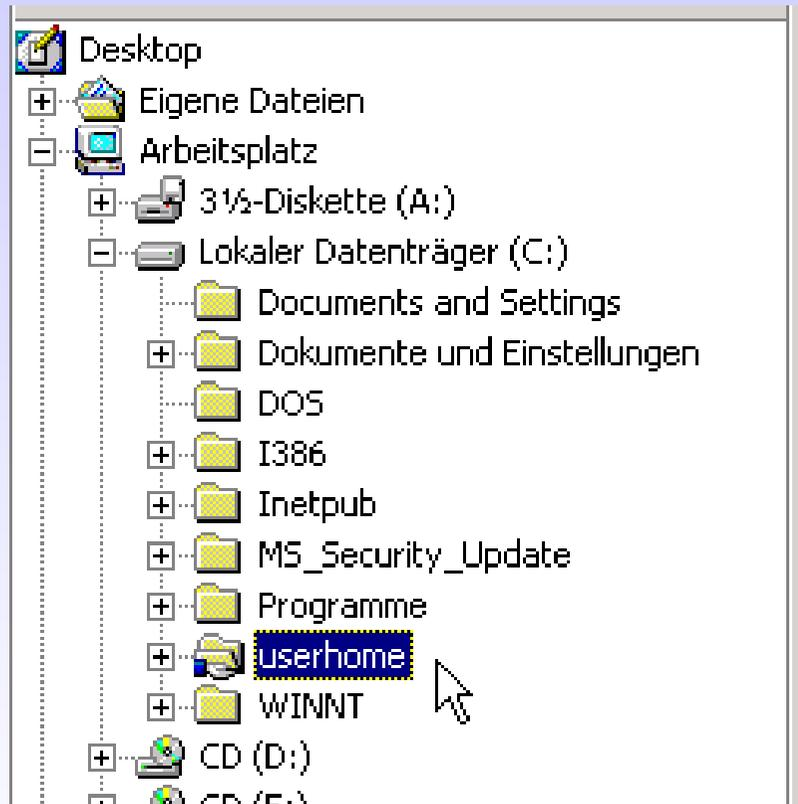 Desktop
Eigene Dateien
Arbeitsplatz
3½-Diskette (A:)
Lokaler Datenträger (C:)
Documents and Settings
Dokumente und Einstellungen
DOS
I386
Inetpub
MS_Security_Update
Programme
userhome
WINNT
CD (D:)